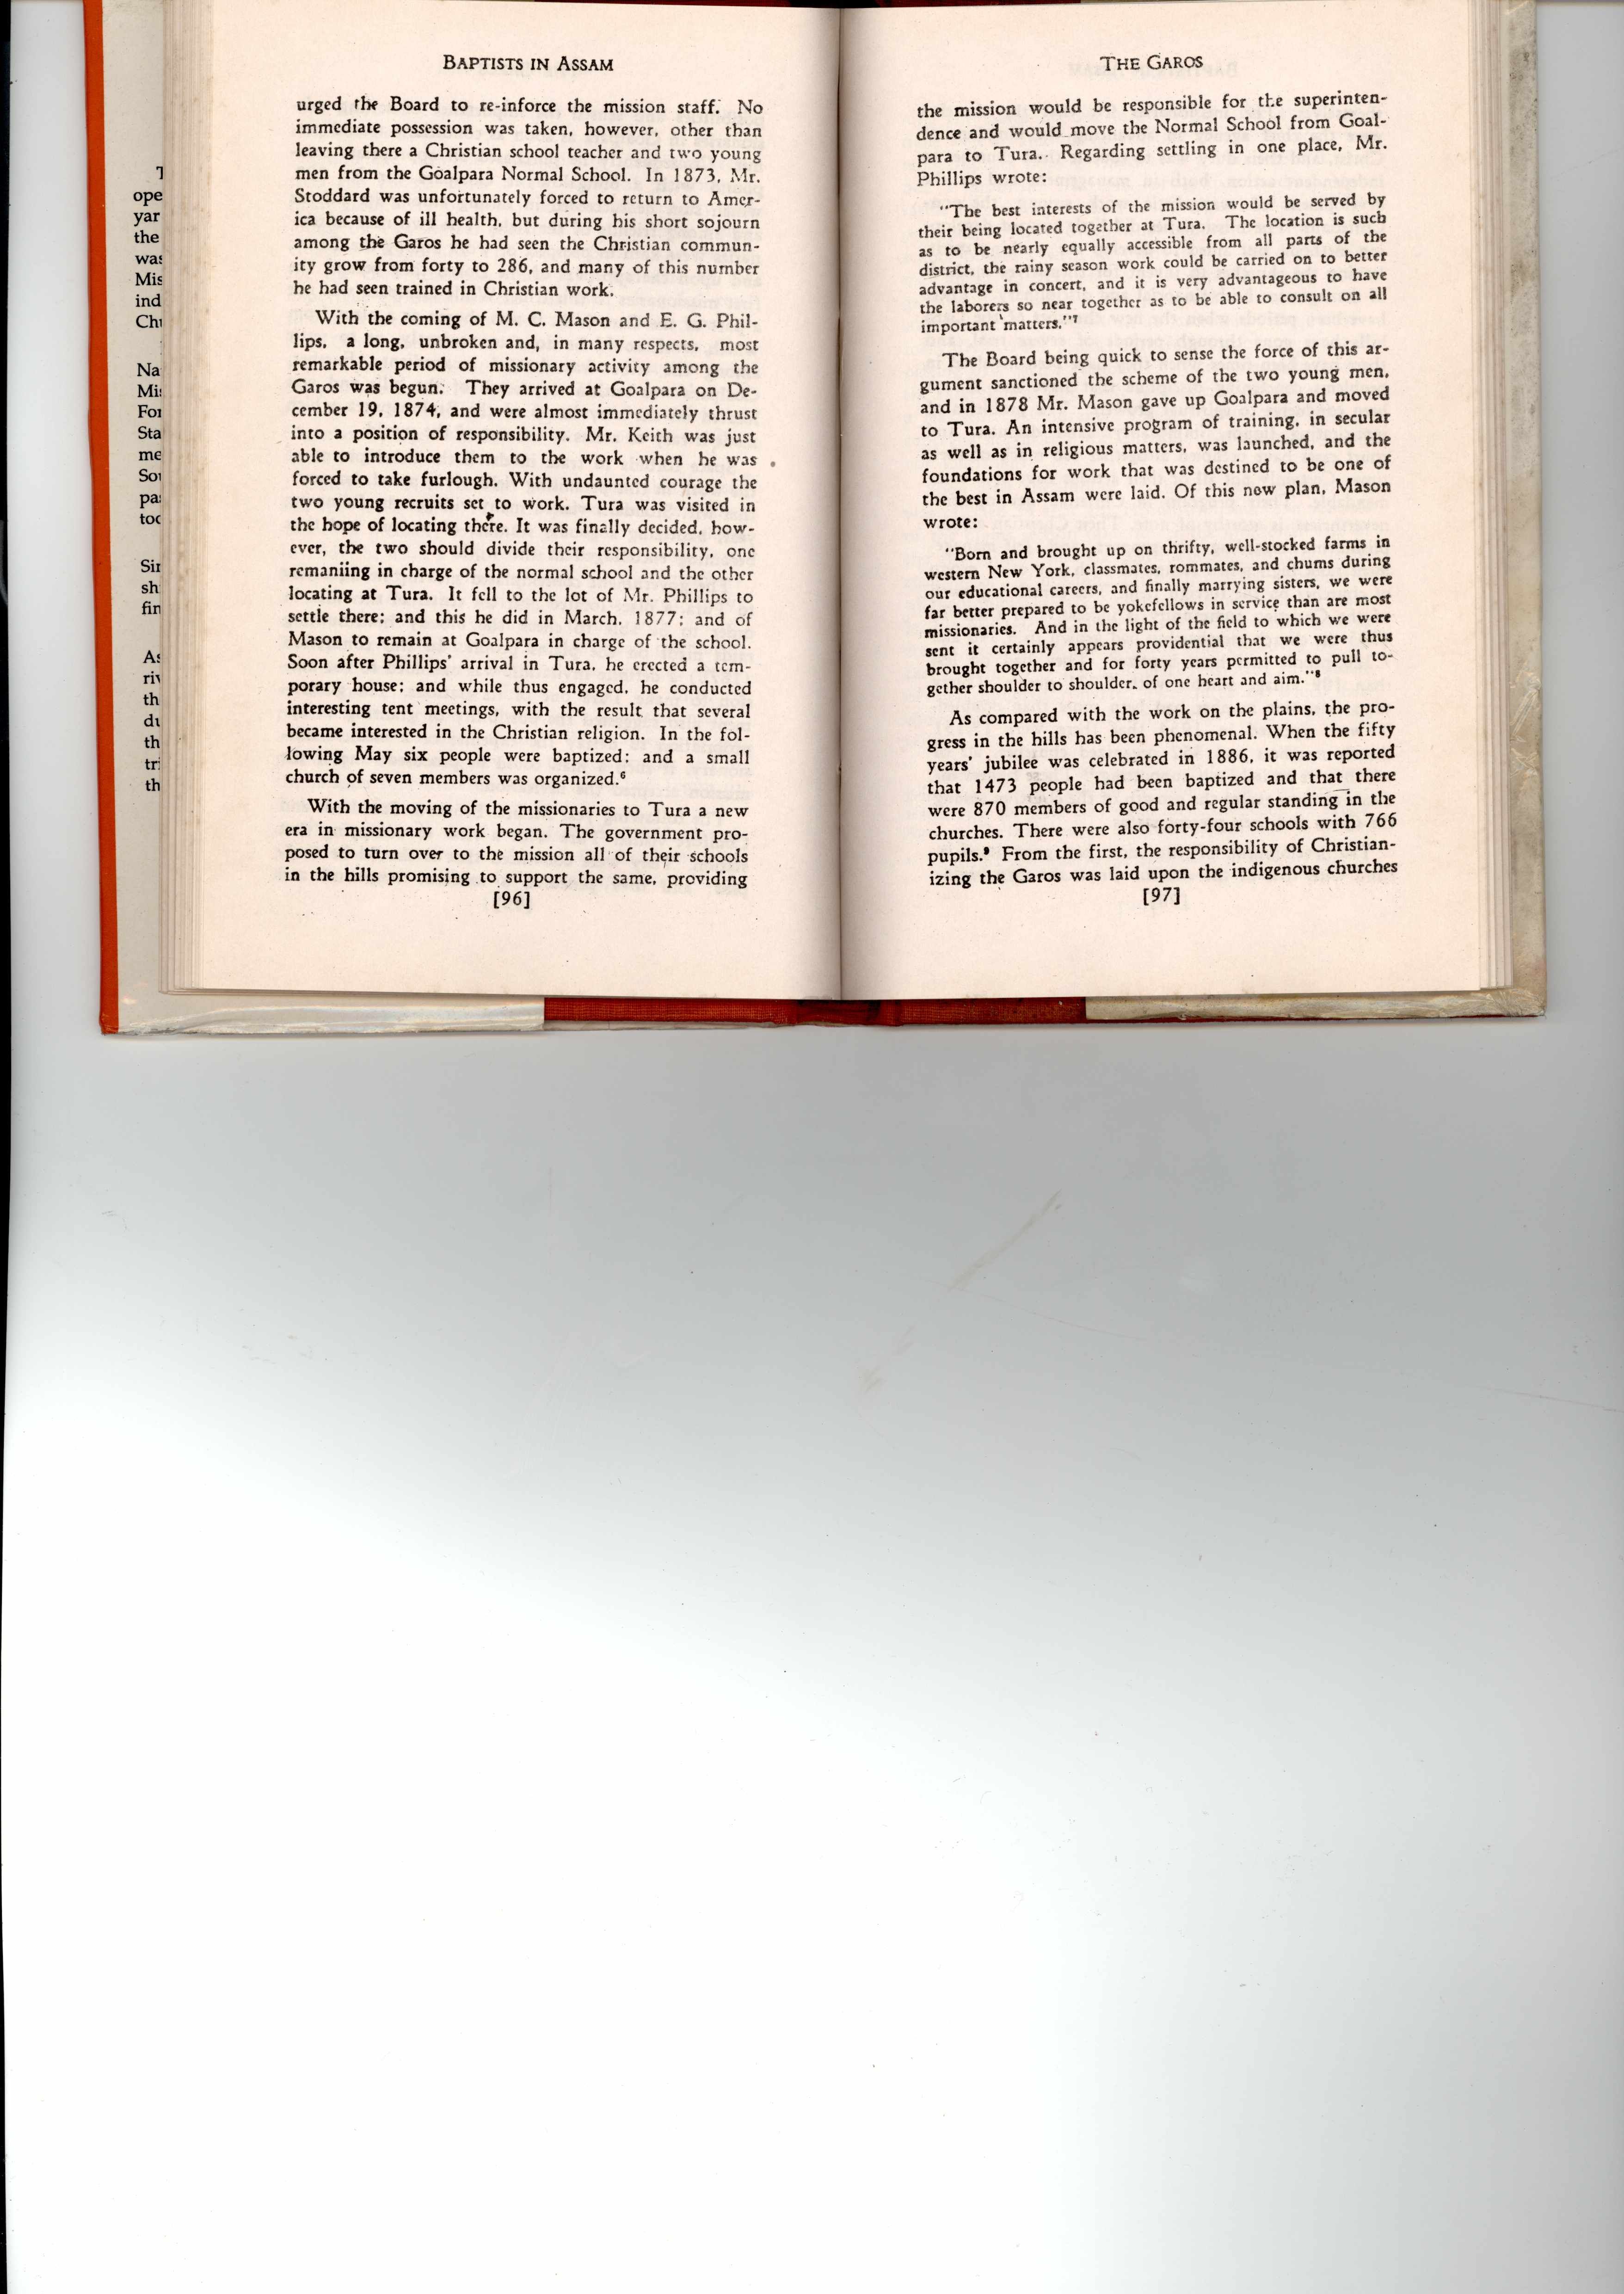 BAPTISTS IN ASSAM
urged the Board to re-inforce the mission staff. No
immediate possession was taken, however, other than
leaving there a Christian school teacher and two young
men from the Goalpara Normal School. In 1873, Mr.
Stoddard was unfortunately forced to return to Amer-
ica because of ill health, but during his short sojourn
among the Garos he had seen the Christian commun-
ity grow from forty to 286, and many of this number
he had seen trained in Christian work.
With the coming of M. C. Mason and E. G. Phil-
lips, a long, unbroken and, in many respects, most
remarkable period of missionary activity among the
Garos was begun. They arrived at Goalpara on De-
cember 19, 1874, and were almost immediately thrust
into a position of responsibility. Mr. Keith was just
able to introduce them to the work when he was
forced to take furlough. With undaunted courage the
two young recruits set to work. Tura was visited in
the hope of locating there. It was finally decided, how-
ever, the two should divide their responsibility, one
remaniing in charge of the normal school and the other
locating at Tura. It fell to the lot of Mr. Phillips to
settle there; and this he did in March, 1877; and of
Mason to remain at Goalpara in charge of the school.
Soon after Phillips' arrival in Tura, he erected a tem-
porary house; and while thus engaged, he conducted
interesting tent meetings, with the result that several
became interested in the Christian religion. In the fol-
lowing May six people were baptized; and a small
church of seven members was organized.⁶
With the moving of the missionaries to Tura a new
era in missionary work began. The government pro-
posed to turn over to the mission all of their schools
in the hills promising to support the same, providing
[96]
THE GAROS
the mission would be responsible for the superinten-
dence and would move the Normal School from Goal-
para to Tura. Regarding settling in one place, Mr.
Phillips wrote:
"The best interests of the mission would be served by
their being located together at Tura. The location is such
as to be nearly equally accessible from all parts of the
district, the rainy season work could be carried on to better
advantage in concert, and it is very advantageous to have
the laborers so near together as to be able to consult on all
important matters."⁷
The Board being quick to sense the force of this ar-
gument sanctioned the scheme of the two young men,
and in 1878 Mr. Mason gave up Goalpara and moved
to Tura. An intensive program of training, in secular
as well as in religious matters, was launched, and the
foundations for work that was destined to be one of
the best in Assam were laid. Of this new plan, Mason
wrote:
"Born and brought up on thrifty, well-stocked farms in
western New York, classmates, rommates, and chums during
our educational careers, and finally marrying sisters, we were
far better prepared to be yokefellows in service than are most
missionaries. And in the light of the field to which we were
sent it certainly appears providential that we were thus
brought together and for forty years permitted to pull to-
gether shoulder to shoulder, of one heart and aim."⁸
As compared with the work on the plains, the pro-
gress in the hills has been phenomenal. When the fifty
years' jubilee was celebrated in 1886, it was reported
that 1473 people had been baptized and that there
were 870 members of good and regular standing in the
churches. There were also forty-four schools with 766
pupils.⁹ From the first, the responsibility of Christian-
izing the Garos was laid upon the indigenous churches
[97]